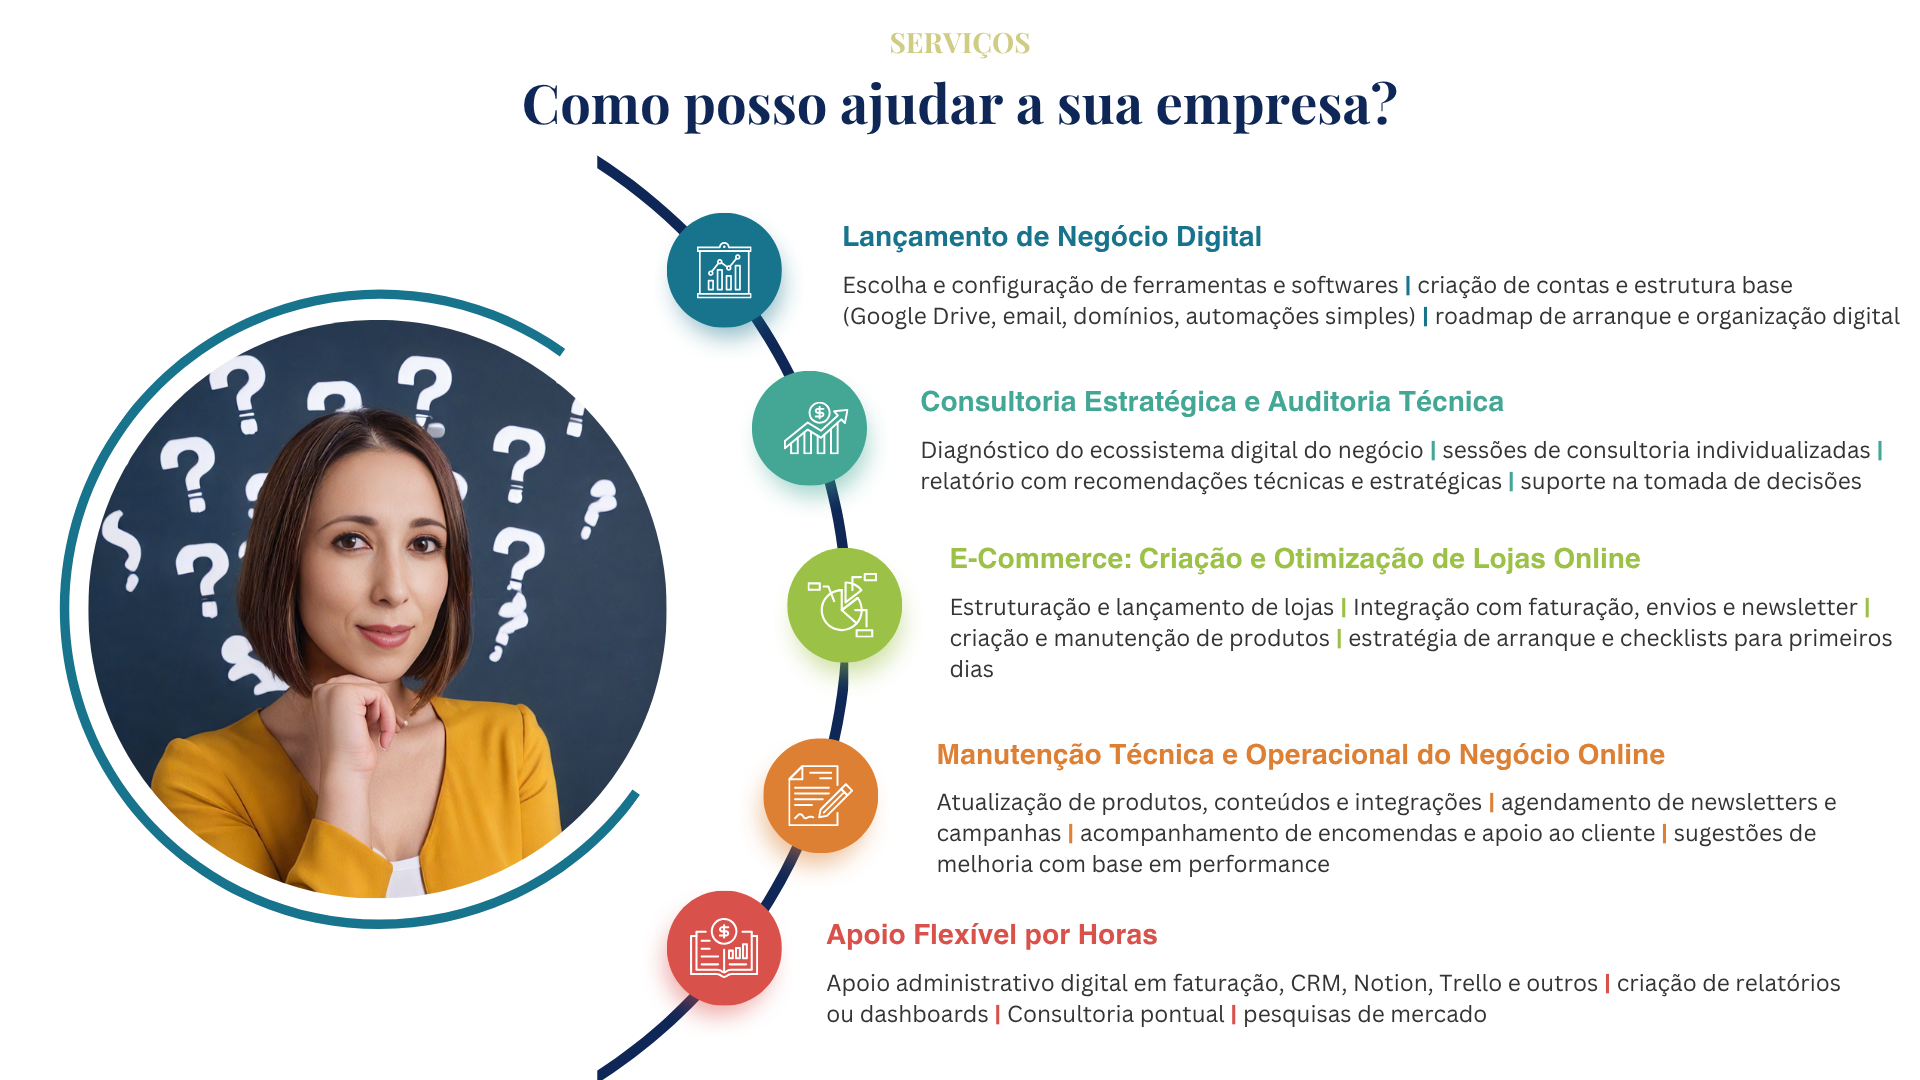 SERVIÇOS
Como posso ajudar a sua empresa?
Lançamento de Negócio Digital
Escolha e configuração de ferramentas e softwares | criação de contas e estrutura base
(Google Drive, email, domínios, automações simples) | roadmap de arranque e organização digital
Consultoria Estratégica e Auditoria Técnica
Diagnóstico do ecossistema digital do negócio | sessões de consultoria individualizadas |
relatório com recomendações técnicas e estratégicas | suporte na tomada de decisões
E-Commerce: Criação e Otimização de Lojas Online
Estruturação e lançamento de lojas | Integração com faturação, envios e newsletter |
criação e manutenção de produtos | estratégia de arranque e checklists para primeiros
dias
Manutenção Técnica e Operacional do Negócio Online
Atualização de produtos, conteúdos e integrações | agendamento de newsletters e
campanhas | acompanhamento de encomendas e apoio ao cliente | sugestões de
melhoria com base em performance
Apoio Flexível por Horas
Apoio administrativo digital em faturação, CRM, Notion, Trello e outros | criação de relatórios
ou dashboards | Consultoria pontual | pesquisas de mercado